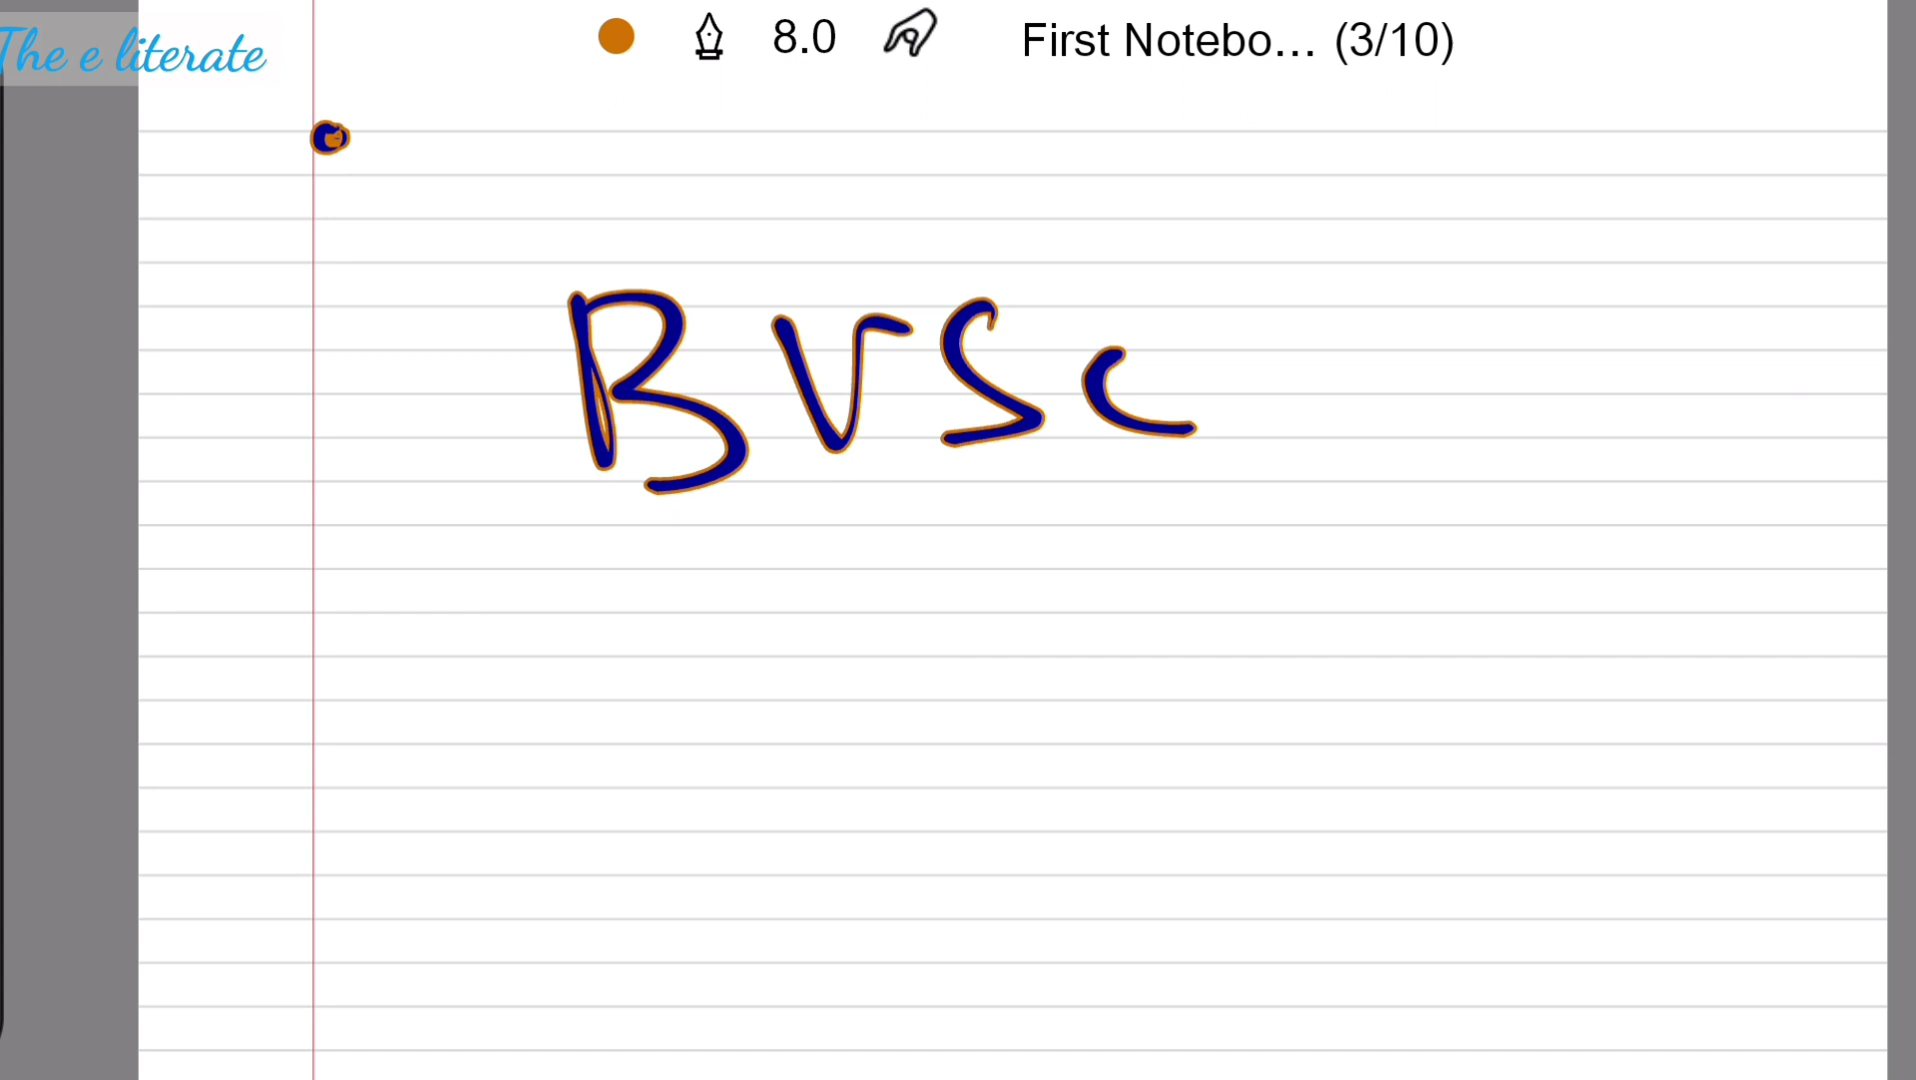 The e literate
8.0 First Notebo... (3/10)
BVSc